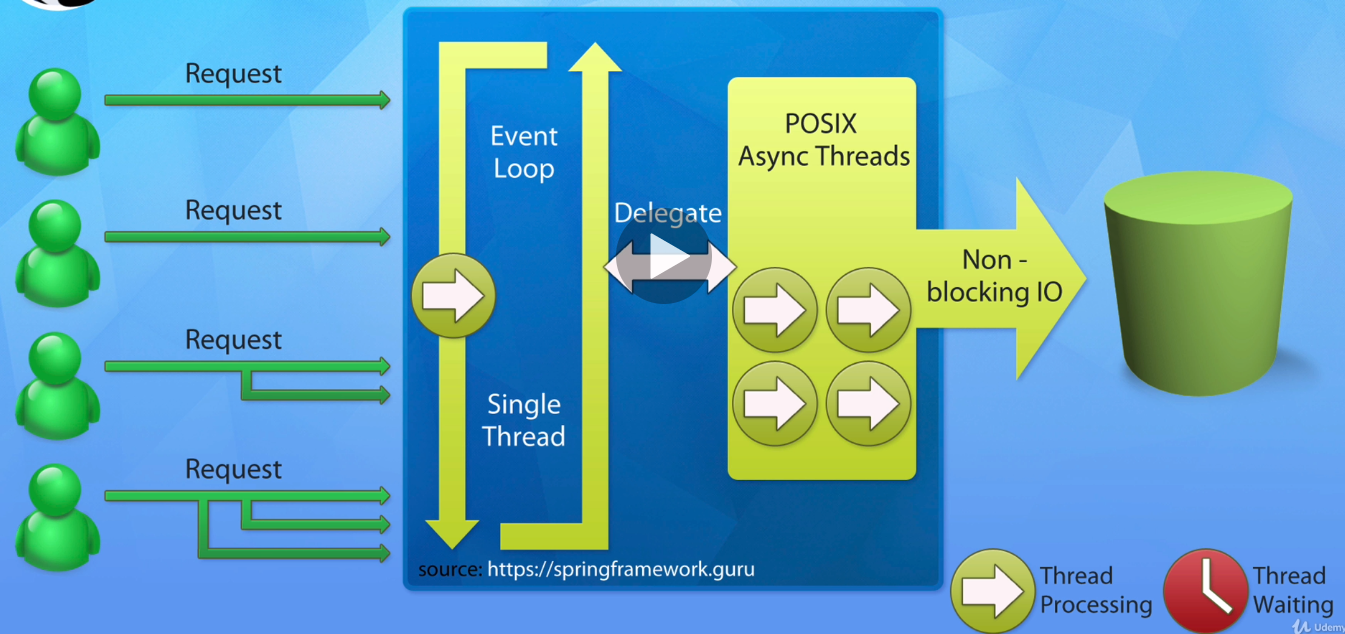 Request
Request
Request
Request
Event
Loop
Single
Thread
Delegate
POSIX
Async Threads
Non -
blocking IO
source: https://springframework.guru
Thread
Processing
Thread
Waiting
Udemy